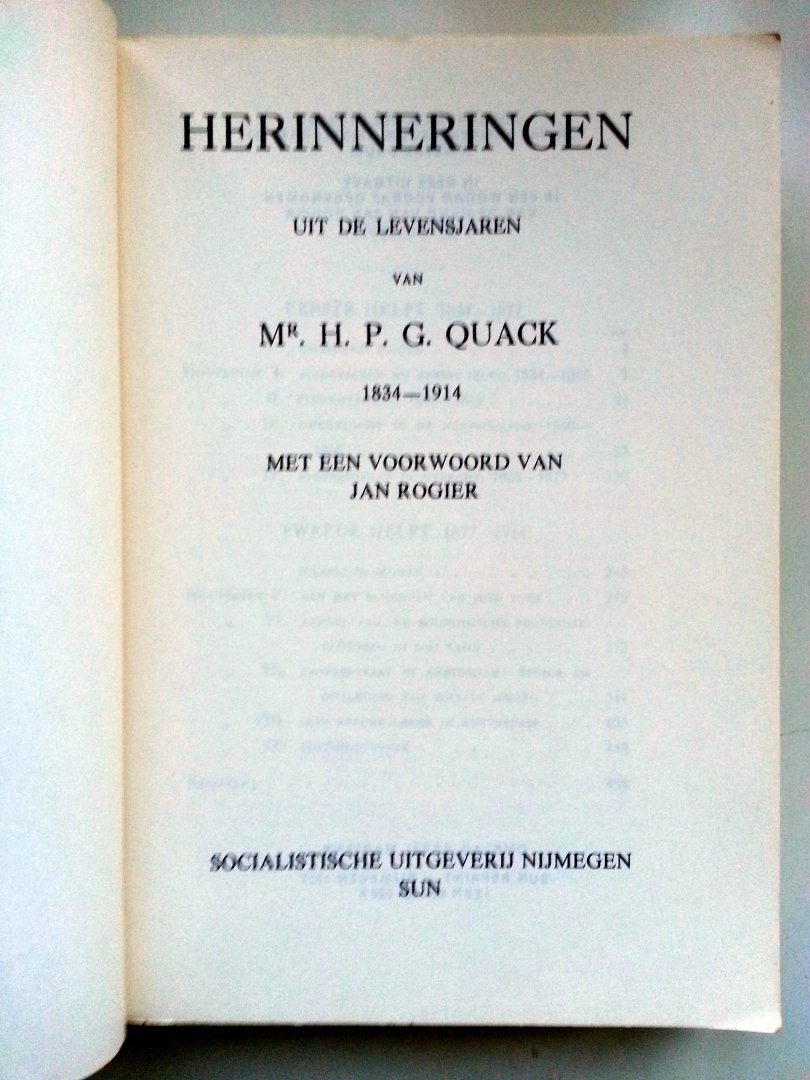 HERINNERINGEN
UIT DE LEVENSJAREN
VAN
MR. H. P. G. QUACK
1834—1914
MET EEN VOORWOORD VAN
JAN ROGIER
SOCIALISTISCHE UITGEVERIJ NIJMEGEN
SUN